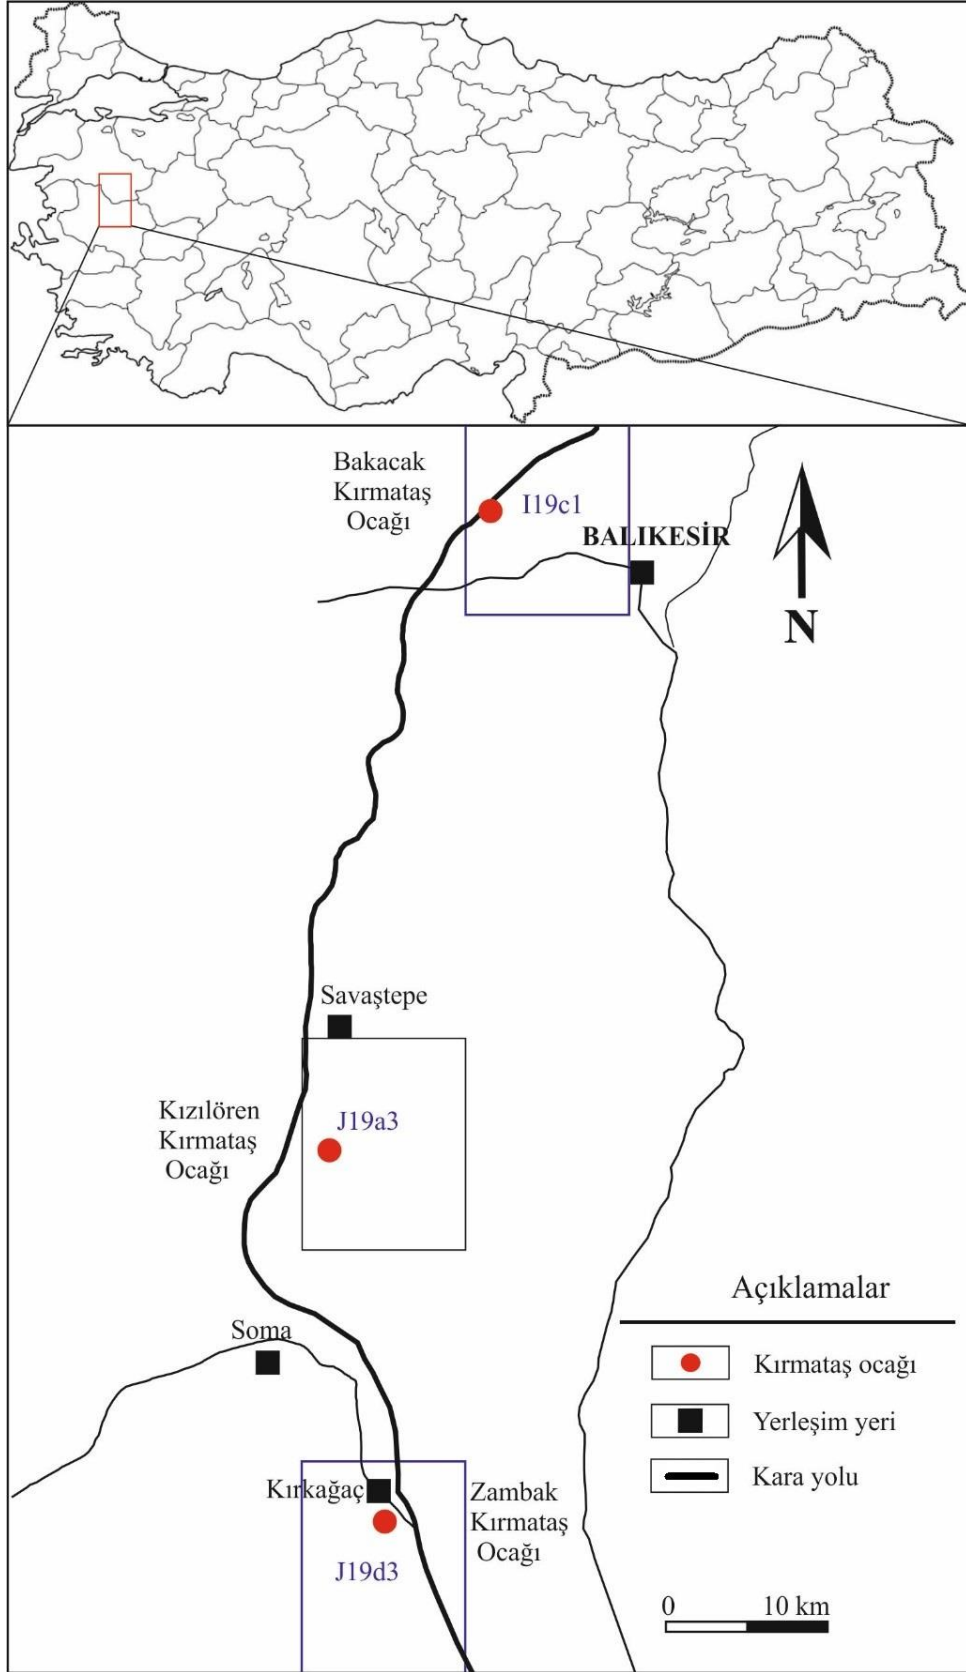 Bakacak
Kırmataş
Ocağı
I19c1
BALIKESİR
N
Savaştepe
Kızılören
Kırmataş
Ocağı
J19a3
Açıklamalar
Soma
Kırmataş ocağı
Yerleşim yeri
Kara yolu
Kırkağaç
Zambak
Kırmataş
Ocağı
J19d3
0 10 km